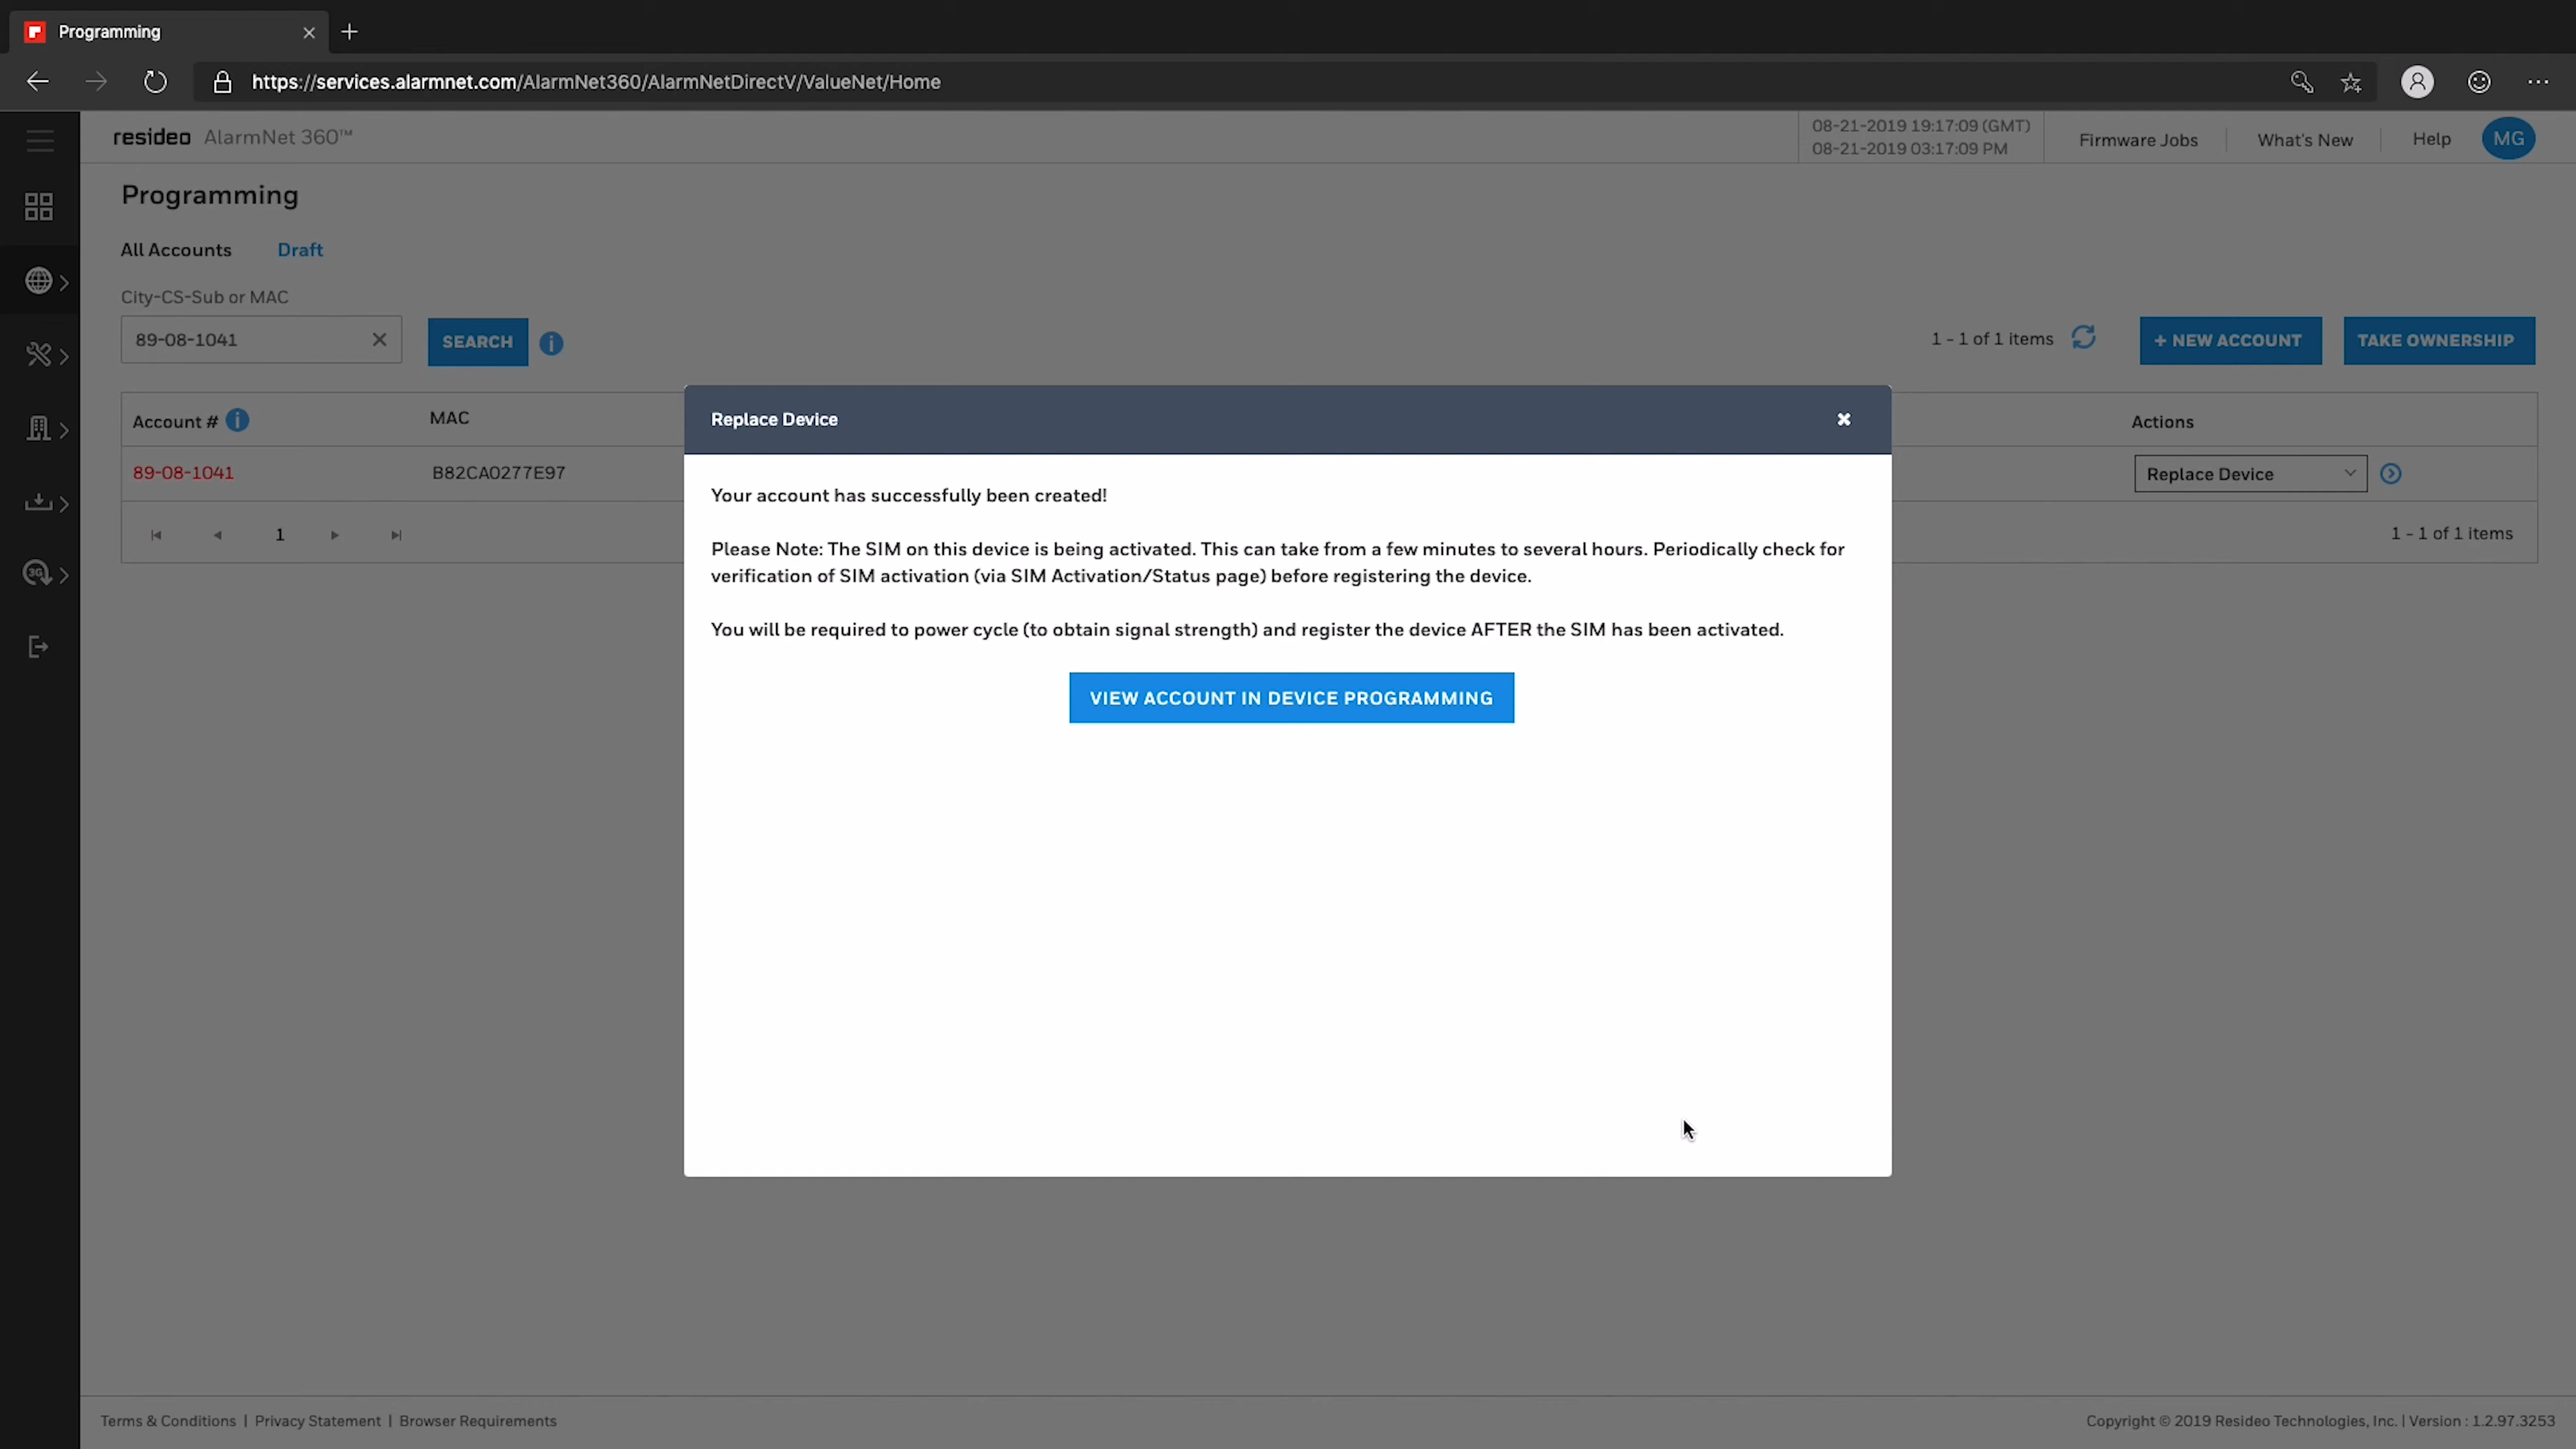 Programming
https://services.alarmnet.com/AlarmNet360/AlarmNetDirectV/ValueNet/Home
resideo AlarmNet 360™
08-21-2019 19:17:09 (GMT)
08-21-2019 03:17:09 PM
Firmware Jobs
What's New
Help
MG
Programming
All Accounts
Draft
City-CS-Sub or MAC
89-08-1041
SEARCH
1 - 1 of 1 items
+ NEW ACCOUNT
TAKE OWNERSHIP
Account #
MAC
Actions
89-08-1041
B82CA0277E97
Replace Device
1
1 - 1 of 1 items
3G
Replace Device
Your account has successfully been created!
Please Note: The SIM on this device is being activated. This can take from a few minutes to several hours. Periodically check for
verification of SIM activation (via SIM Activation/Status page) before registering the device.
You will be required to power cycle (to obtain signal strength) and register the device AFTER the SIM has been activated.
VIEW ACCOUNT IN DEVICE PROGRAMMING
Terms & Conditions | Privacy Statement | Browser Requirements
Copyright © 2019 Resideo Technologies, Inc. | Version : 1.2.97.3253